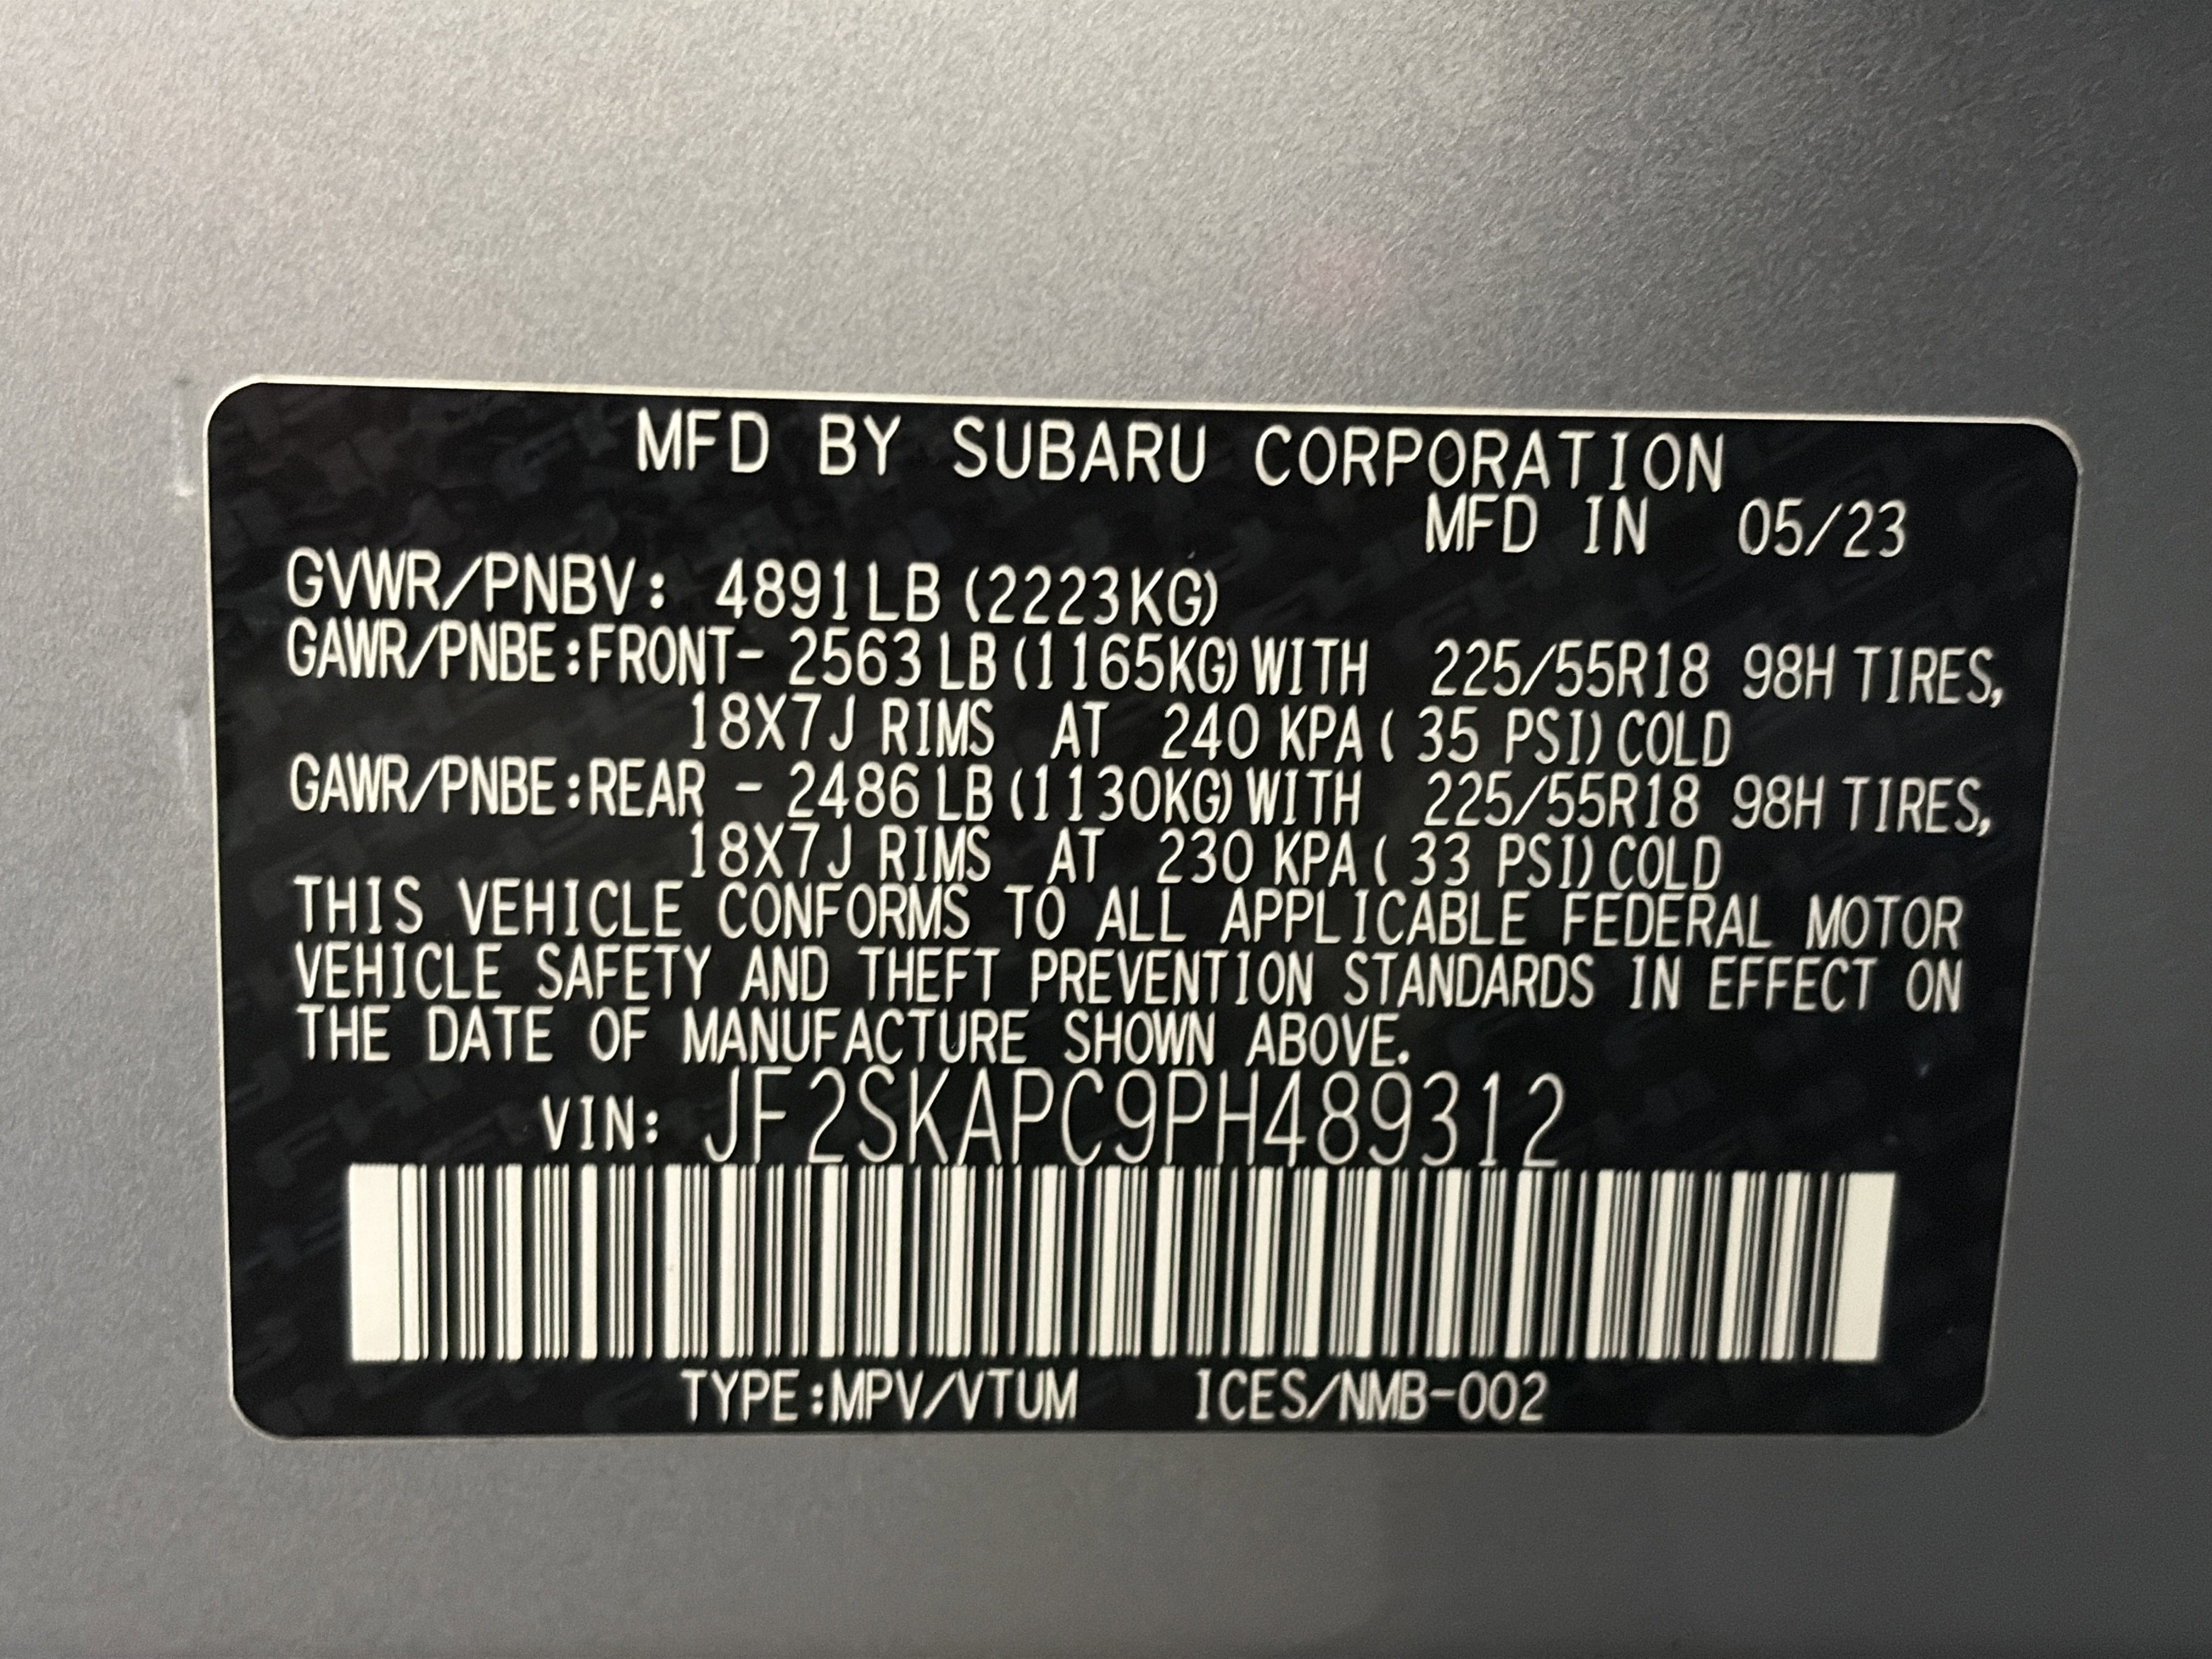 MFD BY SUBARU CORPORATION
MFD IN 05/23
GVWR/PNBV: 4891LB (2223KG)
GAWR/PNBE:FRONT- 2563 LB (1165KG) WITH 225/55R18 98H TIRES,
18X7J RIMS AT 240 KPA ( 35 PSI) COLD
GAWR/PNBE:REAR - 2486 LB (1130KG) WITH 225/55R18 98H TIRES,
18X7J RIMS AT 230 KPA ( 33 PSI) COLD
THIS VEHICLE CONFORMS TO ALL APPLICABLE FEDERAL MOTOR
VEHICLE SAFETY AND THEFT PREVENTION STANDARDS IN EFFECT ON
THE DATE OF MANUFACTURE SHOWN ABOVE.
VIN: JF2SKAPC9PH489312
TYPE:MPV/VTUM ICES/NMB-002